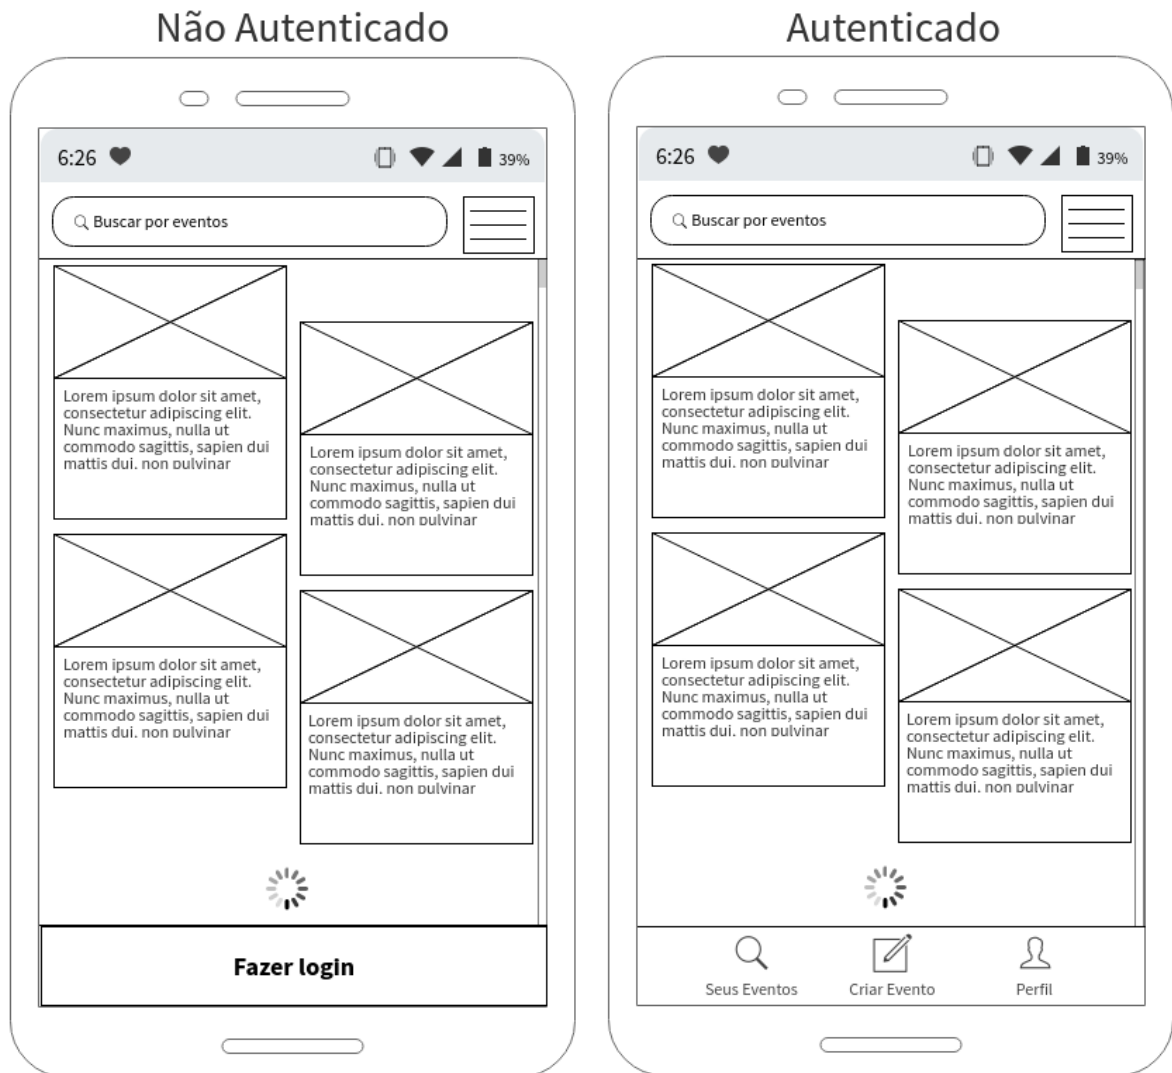 Não Autenticado
6:26
39%
Buscar por eventos
Lorem ipsum dolor sit amet,
consectetur adipiscing elit.
Nunc maximus, nulla ut
commodo sagittis, sapien dui
mattis dui, non pulvinar
Lorem ipsum dolor sit amet,
consectetur adipiscing elit.
Nunc maximus, nulla ut
commodo sagittis, sapien dui
mattis dui, non pulvinar
Lorem ipsum dolor sit amet,
consectetur adipiscing elit.
Nunc maximus, nulla ut
commodo sagittis, sapien dui
mattis dui, non pulvinar
Lorem ipsum dolor sit amet,
consectetur adipiscing elit.
Nunc maximus, nulla ut
commodo sagittis, sapien dui
mattis dui, non pulvinar
Fazer login
Autenticado
6:26
39%
Buscar por eventos
Lorem ipsum dolor sit amet,
consectetur adipiscing elit.
Nunc maximus, nulla ut
commodo sagittis, sapien dui
mattis dui, non pulvinar
Lorem ipsum dolor sit amet,
consectetur adipiscing elit.
Nunc maximus, nulla ut
commodo sagittis, sapien dui
mattis dui, non pulvinar
Lorem ipsum dolor sit amet,
consectetur adipiscing elit.
Nunc maximus, nulla ut
commodo sagittis, sapien dui
mattis dui, non pulvinar
Lorem ipsum dolor sit amet,
consectetur adipiscing elit.
Nunc maximus, nulla ut
commodo sagittis, sapien dui
mattis dui, non pulvinar
Seus Eventos
Criar Evento
Perfil